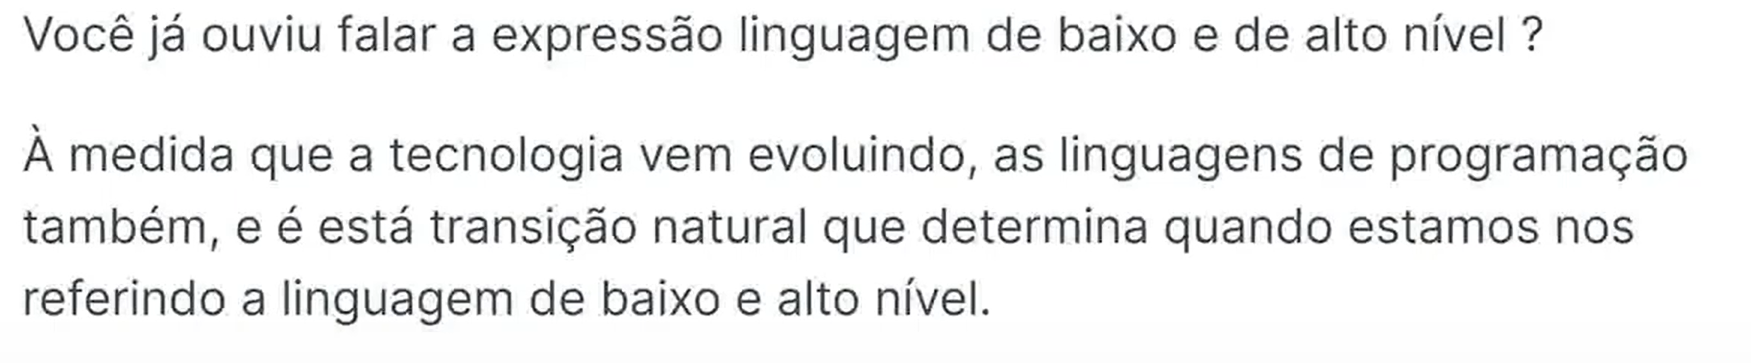 Você já ouviu falar a expressão linguagem de baixo e de alto nível ?
À medida que a tecnologia vem evoluindo, as linguagens de programação
também, e é está transição natural que determina quando estamos nos
referindo a linguagem de baixo e alto nível.